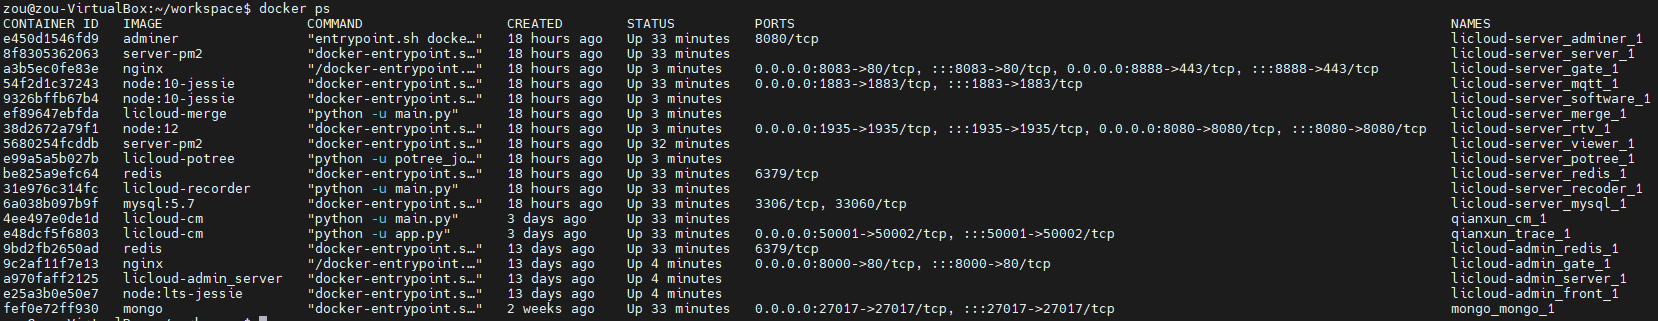 zou@zou-VirtualBox:~/workspace$ docker ps
CONTAINER ID   IMAGE                  COMMAND                  CREATED        STATUS          PORTS                                                                                  NAMES
e450d1546fd9   adminer                "entrypoint.sh docke…"   18 hours ago   Up 33 minutes   8080/tcp                                                                               licloud-server_adminer_1
8f8305362063   server-pm2             "docker-entrypoint.s…"   18 hours ago   Up 33 minutes                                                                                          licloud-server_server_1
a3b5ec0fe83e   nginx                  "/docker-entrypoint.…"   18 hours ago   Up 3 minutes    0.0.0.0:8083->80/tcp, :::8083->80/tcp, 0.0.0.0:8888->443/tcp, :::8888->443/tcp         licloud-server_gate_1
54f2d1c37243   node:10-jessie         "docker-entrypoint.s…"   18 hours ago   Up 33 minutes   0.0.0.0:1883->1883/tcp, :::1883->1883/tcp                                              licloud-server_mqtt_1
9326bffb67b4   node:10-jessie         "docker-entrypoint.s…"   18 hours ago   Up 3 minutes                                                                                           licloud-server_software_1
ef89647ebfda   licloud-merge          "python -u main.py"      18 hours ago   Up 3 minutes                                                                                           licloud-server_merge_1
38d2672a79f1   node:12                "docker-entrypoint.s…"   18 hours ago   Up 33 minutes   0.0.0.0:1935->1935/tcp, :::1935->1935/tcp, 0.0.0.0:8080->8080/tcp, :::8080->8080/tcp   licloud-server_rtv_1
5680254fcddb   server-pm2             "docker-entrypoint.s…"   18 hours ago   Up 32 minutes                                                                                          licloud-server_viewer_1
e99a5a5b027b   licloud-potree         "python -u potree_jo…"   18 hours ago   Up 3 minutes                                                                                           licloud-server_potree_1
be825a9efc64   redis                  "docker-entrypoint.s…"   18 hours ago   Up 33 minutes   6379/tcp                                                                               licloud-server_redis_1
31e976c314fc   licloud-recorder       "python -u main.py"      18 hours ago   Up 33 minutes                                                                                          licloud-server_recoder_1
6a038b097b9f   mysql:5.7              "docker-entrypoint.s…"   18 hours ago   Up 33 minutes   3306/tcp, 33060/tcp                                                                    licloud-server_mysql_1
4ee497e0de1d   licloud-cm             "python -u main.py"      3 days ago     Up 33 minutes                                                                                          qianxun_cm_1
e48dcf5f6803   licloud-cm             "python -u app.py"       3 days ago     Up 33 minutes   0.0.0.0:50001->50002/tcp, :::50001->50002/tcp                                          qianxun_trace_1
9bd2fb2650ad   redis                  "docker-entrypoint.s…"   13 days ago    Up 33 minutes   6379/tcp                                                                               licloud-admin_redis_1
9c2af11f7e13   nginx                  "/docker-entrypoint.…"   13 days ago    Up 4 minutes    0.0.0.0:8000->80/tcp, :::8000->80/tcp                                                  licloud-admin_gate_1
a970faff2125   licloud-admin_server   "docker-entrypoint.s…"   13 days ago    Up 4 minutes                                                                                           licloud-admin_server_1
e25a3b0e50e7   node:lts-jessie        "docker-entrypoint.s…"   13 days ago    Up 4 minutes                                                                                           licloud-admin_front_1
fef0e72ff930   mongo                  "docker-entrypoint.s…"   2 weeks ago    Up 33 minutes   0.0.0.0:27017->27017/tcp, :::27017->27017/tcp                                          mongo_mongo_1